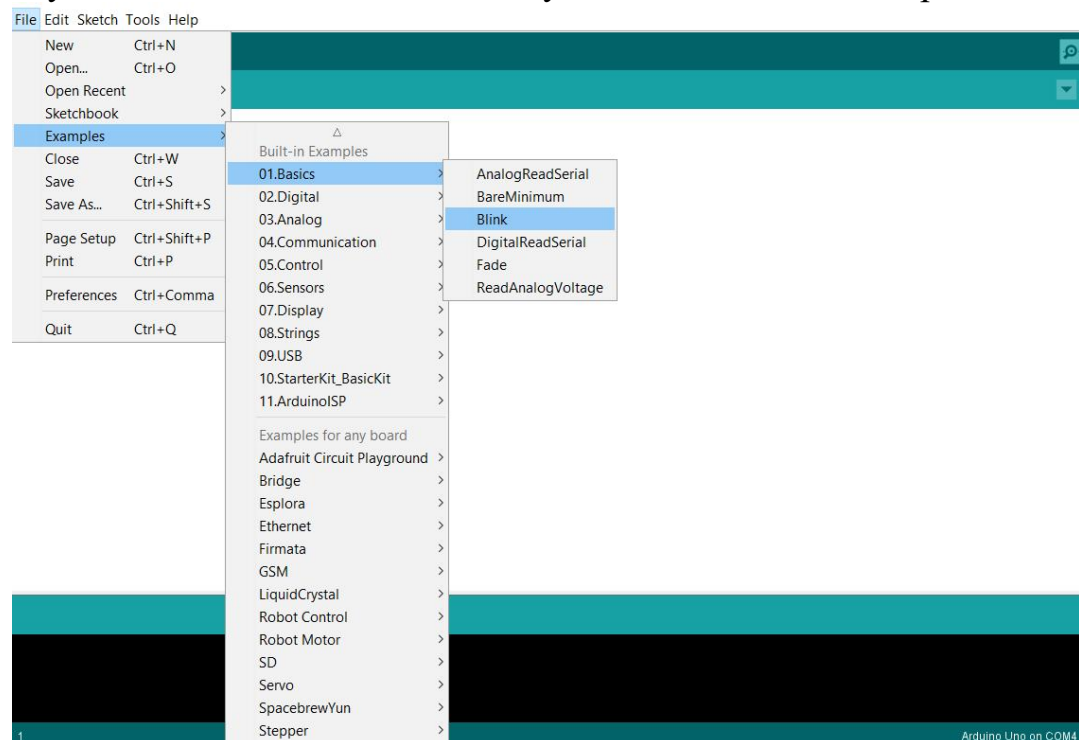 File Edit Sketch Tools Help
New Ctrl+N
Open... Ctrl+O
Open Recent
Sketchbook
Examples
Close Ctrl+W
Save Ctrl+S
Save As... Ctrl+Shift+S
Page Setup Ctrl+Shift+P
Print Ctrl+P
Preferences Ctrl+Comma
Quit Ctrl+Q
Built-in Examples
01.Basics
02.Digital
03.Analog
04.Communication
05.Control
06.Sensors
07.Display
08.Strings
09.USB
10.StarterKit_BasicKit
11.ArduinoISP
Examples for any board
Adafruit Circuit Playground
Bridge
Esplora
Ethernet
Firmata
GSM
LiquidCrystal
Robot Control
Robot Motor
SD
Servo
SpacebrewYun
Stepper
AnalogReadSerial
BareMinimum
Blink
DigitalReadSerial
Fade
ReadAnalogVoltage
1
Arduino Uno on COM4